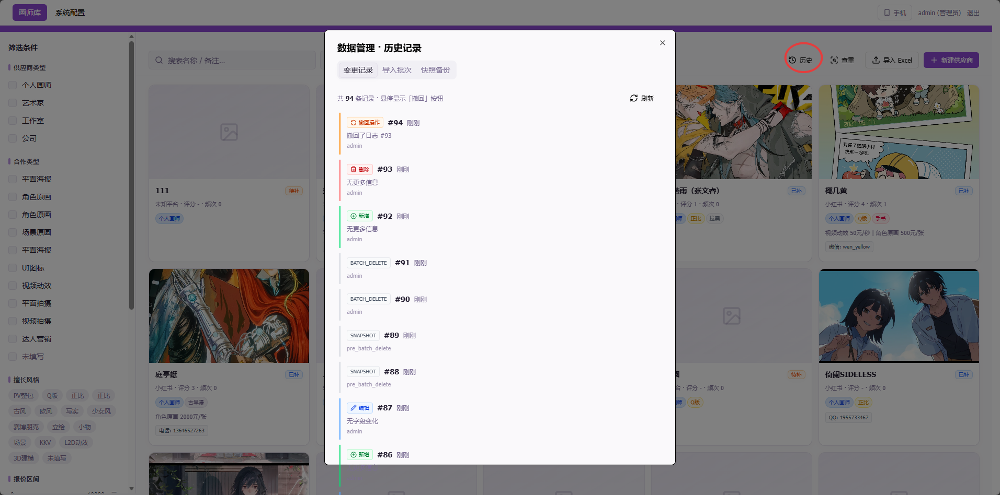 画师库 系统配置 手机 admin (管理员) 退出
筛选条件
供应商类型
个人画师
艺术家
工作室
公司
合作类型
平面海报
角色原画
角色原画
场景原画
平面海报
UI图标
视频动效
平面拍摄
视频拍摄
达人营销
未填写
擅长风格
PV整包 Q版 正比 正比
古风 欧风 写实 少女风
赛博朋克 立绘 小物
场景 KKV L2D动效
3D建模 未填写
报价区间
搜索名称 / 备注...
历史 查重 导入 Excel 新建供应商
111 待补
未知平台 · 评分 - · 频次 0
个人画师
庭亭蜓 已补
小红书 · 评分 3 · 频次 0
个人画师 古早漫
角色原画 2000元/张
电话: 13646527263
数据管理 · 历史记录
变更记录 导入批次 快照备份
共 94 条记录 · 悬停显示「撤回」按钮 刷新
撤回操作 #94 刚刚
撤回了日志 #93
admin
删除 #93 刚刚
无更多信息
admin
新增 #92 刚刚
无更多信息
admin
BATCH_DELETE #91 刚刚
admin
BATCH_DELETE #90 刚刚
admin
SNAPSHOT #89 刚刚
pre_batch_delete
SNAPSHOT #88 刚刚
pre_batch_delete
编辑 #87 刚刚
无字段变化
admin
新增 #86 刚刚
燕雨（张文睿） 已补
· 评分 1 · 频次 0
师 正比 拉黑
2027.05.01
我买了糖醋小排
快来一起吃!
椰几黄 已补
小红书 · 评分 4 · 频次 1
个人画师 Q版 手书
视频动效 50元/秒 | 角色原画 500元/张
微信: wen_yellow
待补
台 · 评分 - · 频次 0
师 Q版
倚阑SIDELESS 已补
小红书 · 评分 - · 频次 0
个人画师 正比
QQ: 1955733467